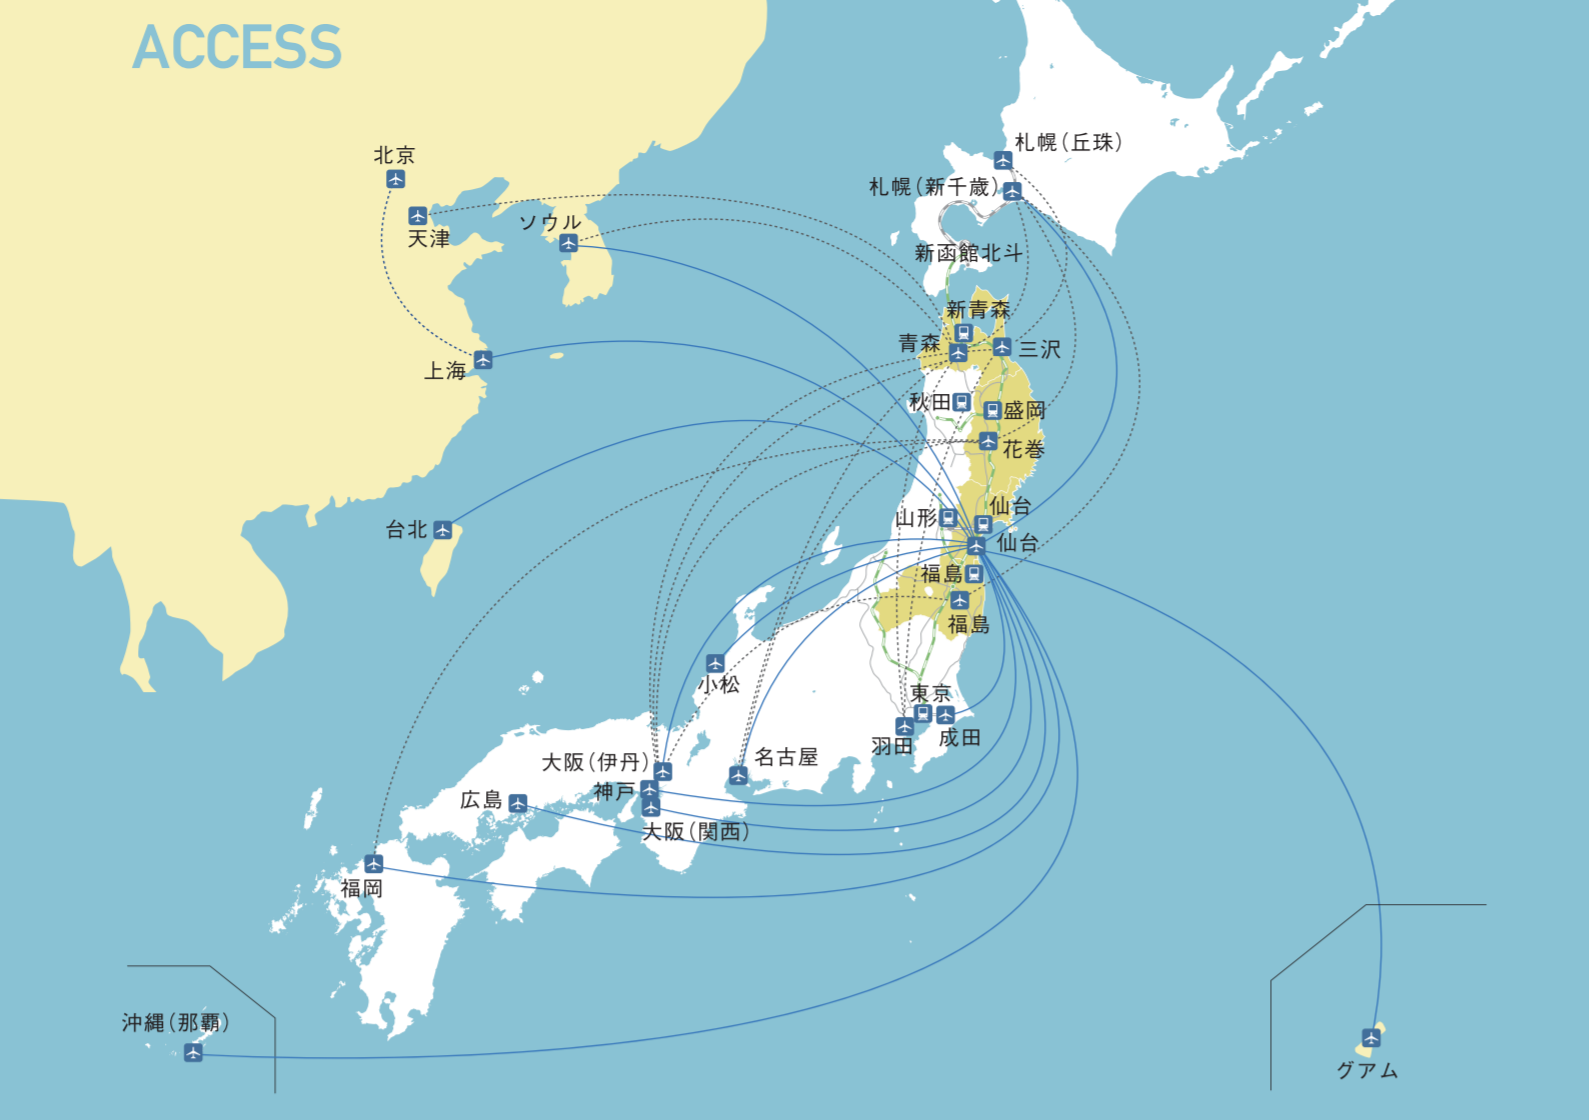 ACCESS
札幌（丘珠）
北京
札幌（新千歳）
ソウル
天津
新函館北斗
新青森
青森
三沢
上海
秋田
盛岡
花巻
仙台
山形
台北
仙台
福島
福島
小松
東京
成田
羽田
名古屋
大阪（伊丹）
神戸
広島
大阪（関西）
福岡
沖縄（那覇）
グアム